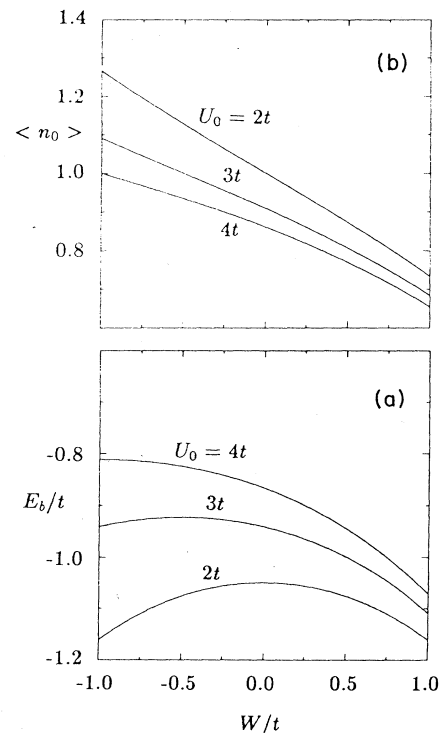 1.4
(b)
1.2
U₀ = 2t
< n₀ >
3t
1.0
4t
0.8
(a)
-0.8
U₀ = 4t
E_b/t
3t
-1.0
2t
-1.2
-1.0 -0.5 0.0 0.5 1.0
W/t